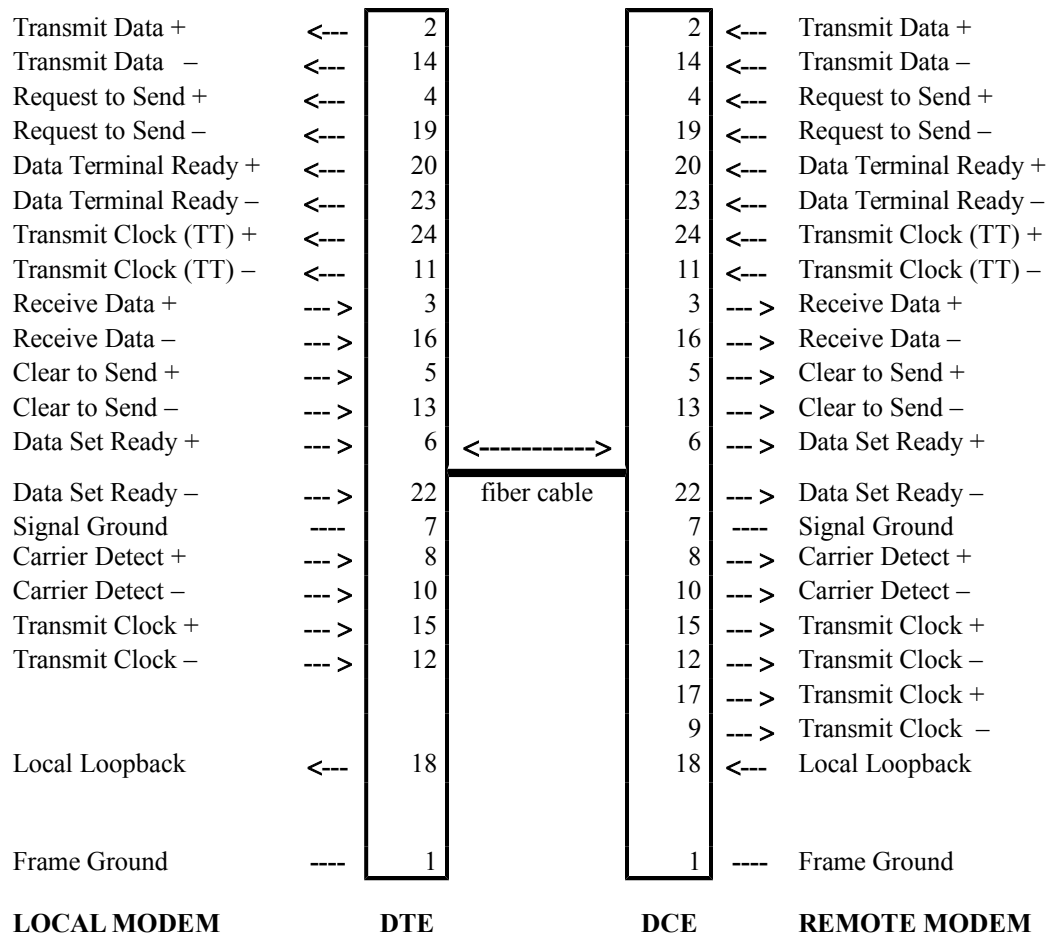 Transmit Data + <--- 2 2 <--- Transmit Data +
Transmit Data – <--- 14 14 <--- Transmit Data –
Request to Send + <--- 4 4 <--- Request to Send +
Request to Send – <--- 19 19 <--- Request to Send –
Data Terminal Ready + <--- 20 20 <--- Data Terminal Ready +
Data Terminal Ready – <--- 23 23 <--- Data Terminal Ready –
Transmit Clock (TT) + <--- 24 24 <--- Transmit Clock (TT) +
Transmit Clock (TT) – <--- 11 11 <--- Transmit Clock (TT) –
Receive Data + --- > 3 3 --- > Receive Data +
Receive Data – --- > 16 16 --- > Receive Data –
Clear to Send + --- > 5 5 --- > Clear to Send +
Clear to Send – --- > 13 13 --- > Clear to Send –
Data Set Ready + --- > 6 <-----------> 6 --- > Data Set Ready +
Data Set Ready – --- > 22 fiber cable 22 --- > Data Set Ready –
Signal Ground ---- 7 7 ---- Signal Ground
Carrier Detect + --- > 8 8 --- > Carrier Detect +
Carrier Detect – --- > 10 10 --- > Carrier Detect –
Transmit Clock + --- > 15 15 --- > Transmit Clock +
Transmit Clock – --- > 12 12 --- > Transmit Clock –
17 --- > Transmit Clock +
9 --- > Transmit Clock –
Local Loopback <--- 18 18 <--- Local Loopback
Frame Ground ---- 1 1 ---- Frame Ground
LOCAL MODEM DTE DCE REMOTE MODEM